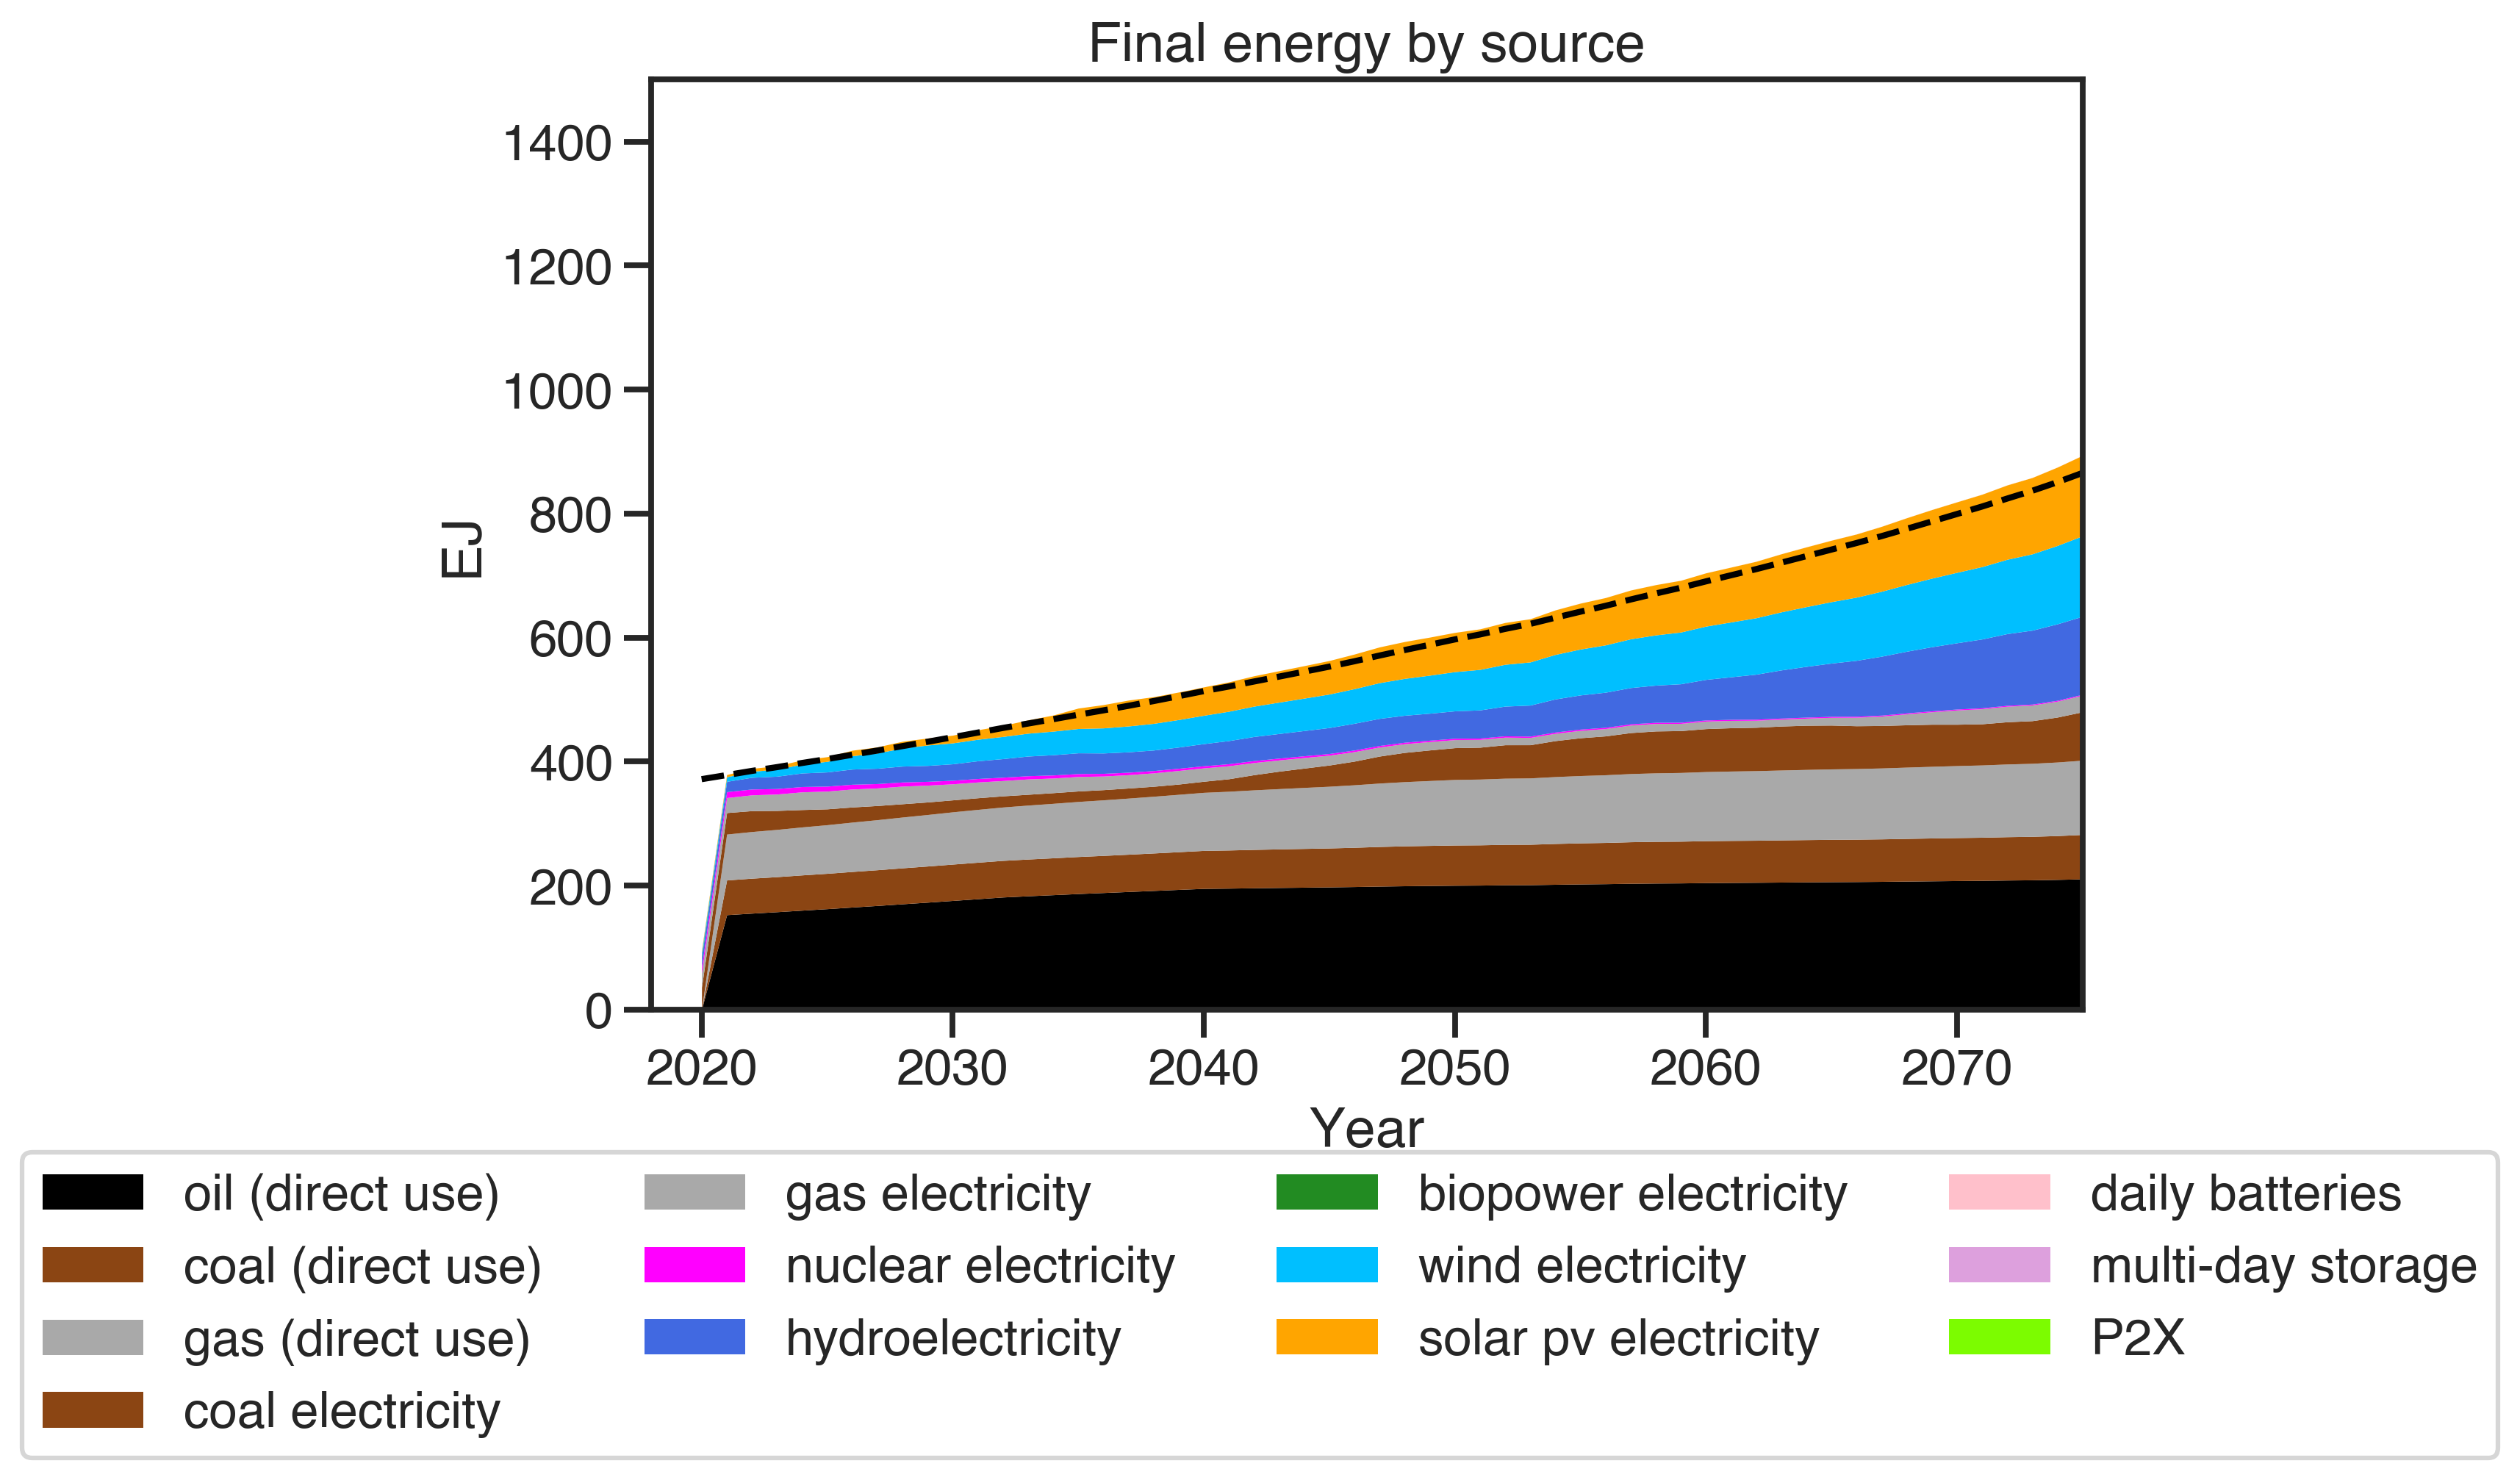 Final energy by source
1400
1200
1000
800
600
400
200
0
EJ
2020 2030 2040 2050 2060 2070
Year
oil (direct use) gas electricity biopower electricity daily batteries
coal (direct use) nuclear electricity wind electricity multi-day storage
gas (direct use) hydroelectricity solar pv electricity P2X
coal electricity